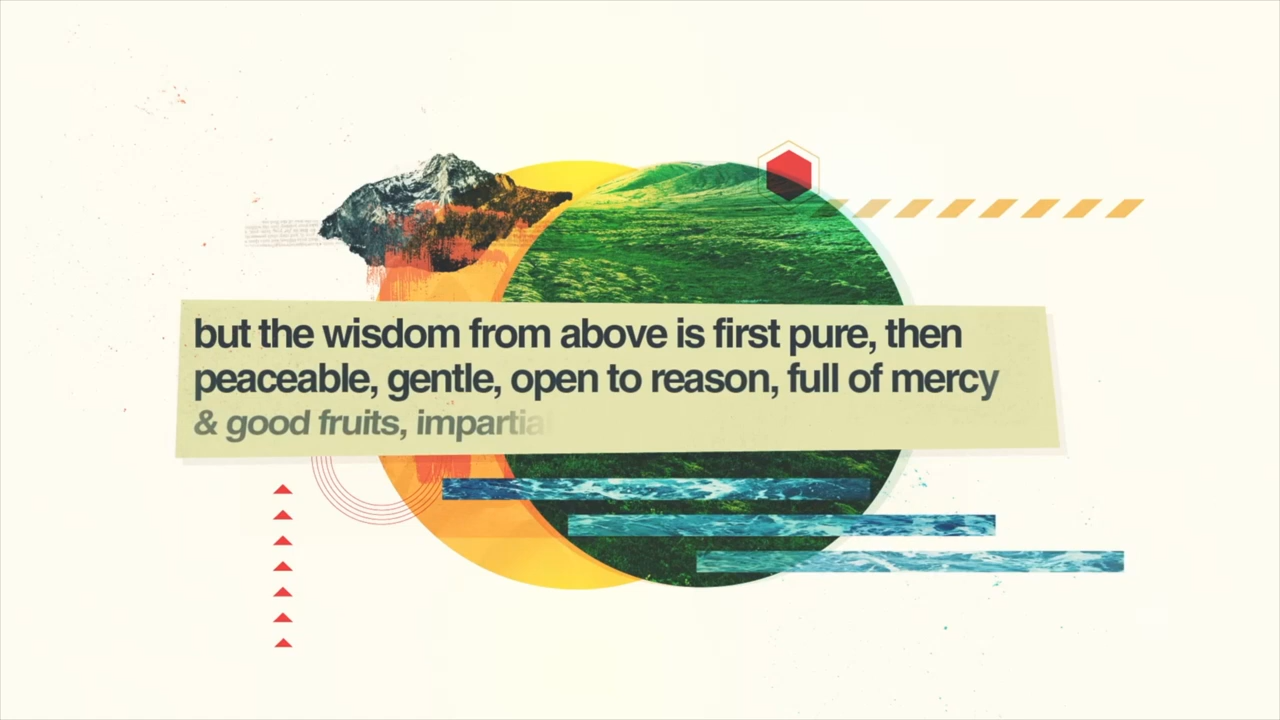 but the wisdom from above is first pure, then
peaceable, gentle, open to reason, full of mercy
& good fruits, impartia